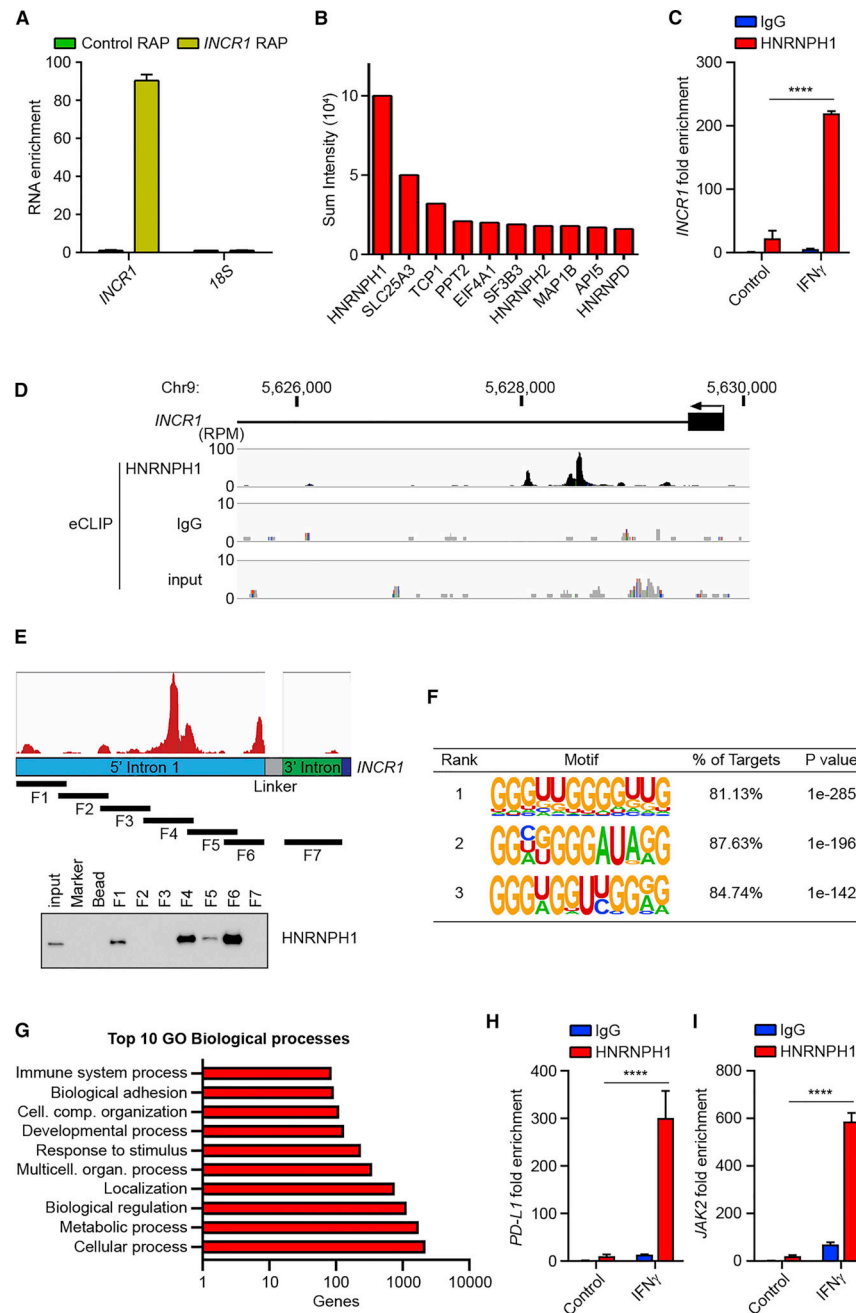 A
Control RAP INCR1 RAP
RNA enrichment
100
80
60
40
20
0
INCR1
18S
B
Sum Intensity (10⁴)
10
5
0
HNRNPH1
SLC25A3
TCP1
PPT2
EIF4A1
SF3B3
HNRNPH2
MAP1B
API5
HNRNPD
C
IgG
HNRNPH1
INCR1 fold enrichment
300
200
100
0
****
Control
IFNγ
D
Chr9: 5,626,000 5,628,000 5,630,000
INCR1
(RPM)
eCLIP
HNRNPH1 100 0
IgG 10 0
input 10 0
E
5' Intron 1 3' Intron INCR1
Linker
F1
F2
F3
F4
F5
F6
F7
input Marker Bead F1 F2 F3 F4 F5 F6 F7
HNRNPH1
F
Rank Motif % of Targets P value
1 GGGUUGGGGUUG 81.13% 1e-285
2 GGCGGGGAUAGG 87.63% 1e-196
3 GGGUGGUUGGGG 84.74% 1e-142
G
Top 10 GO Biological processes
Immune system process
Biological adhesion
Cell. comp. organization
Developmental process
Response to stimulus
Multicell. organ. process
Localization
Biological regulation
Metabolic process
Cellular process
1 10 100 1000 10000
Genes
H
IgG
HNRNPH1
PD-L1 fold enrichment
400
300
200
100
0
****
Control
IFNγ
I
IgG
HNRNPH1
JAK2 fold enrichment
800
600
400
200
0
****
Control
IFNγ